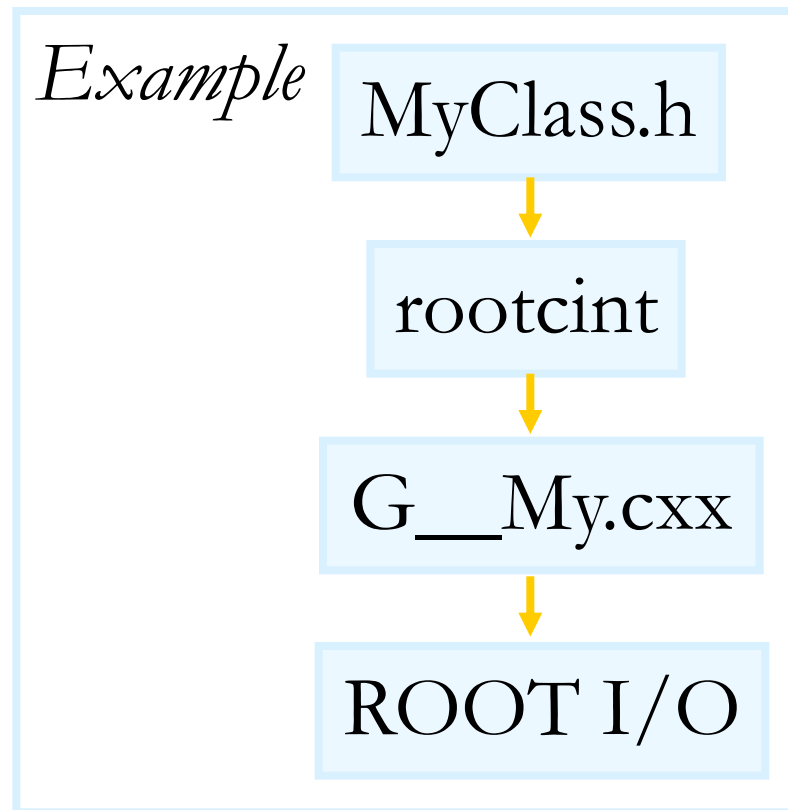 Example
MyClass.h
rootcint
G__My.cxx
ROOT I/O